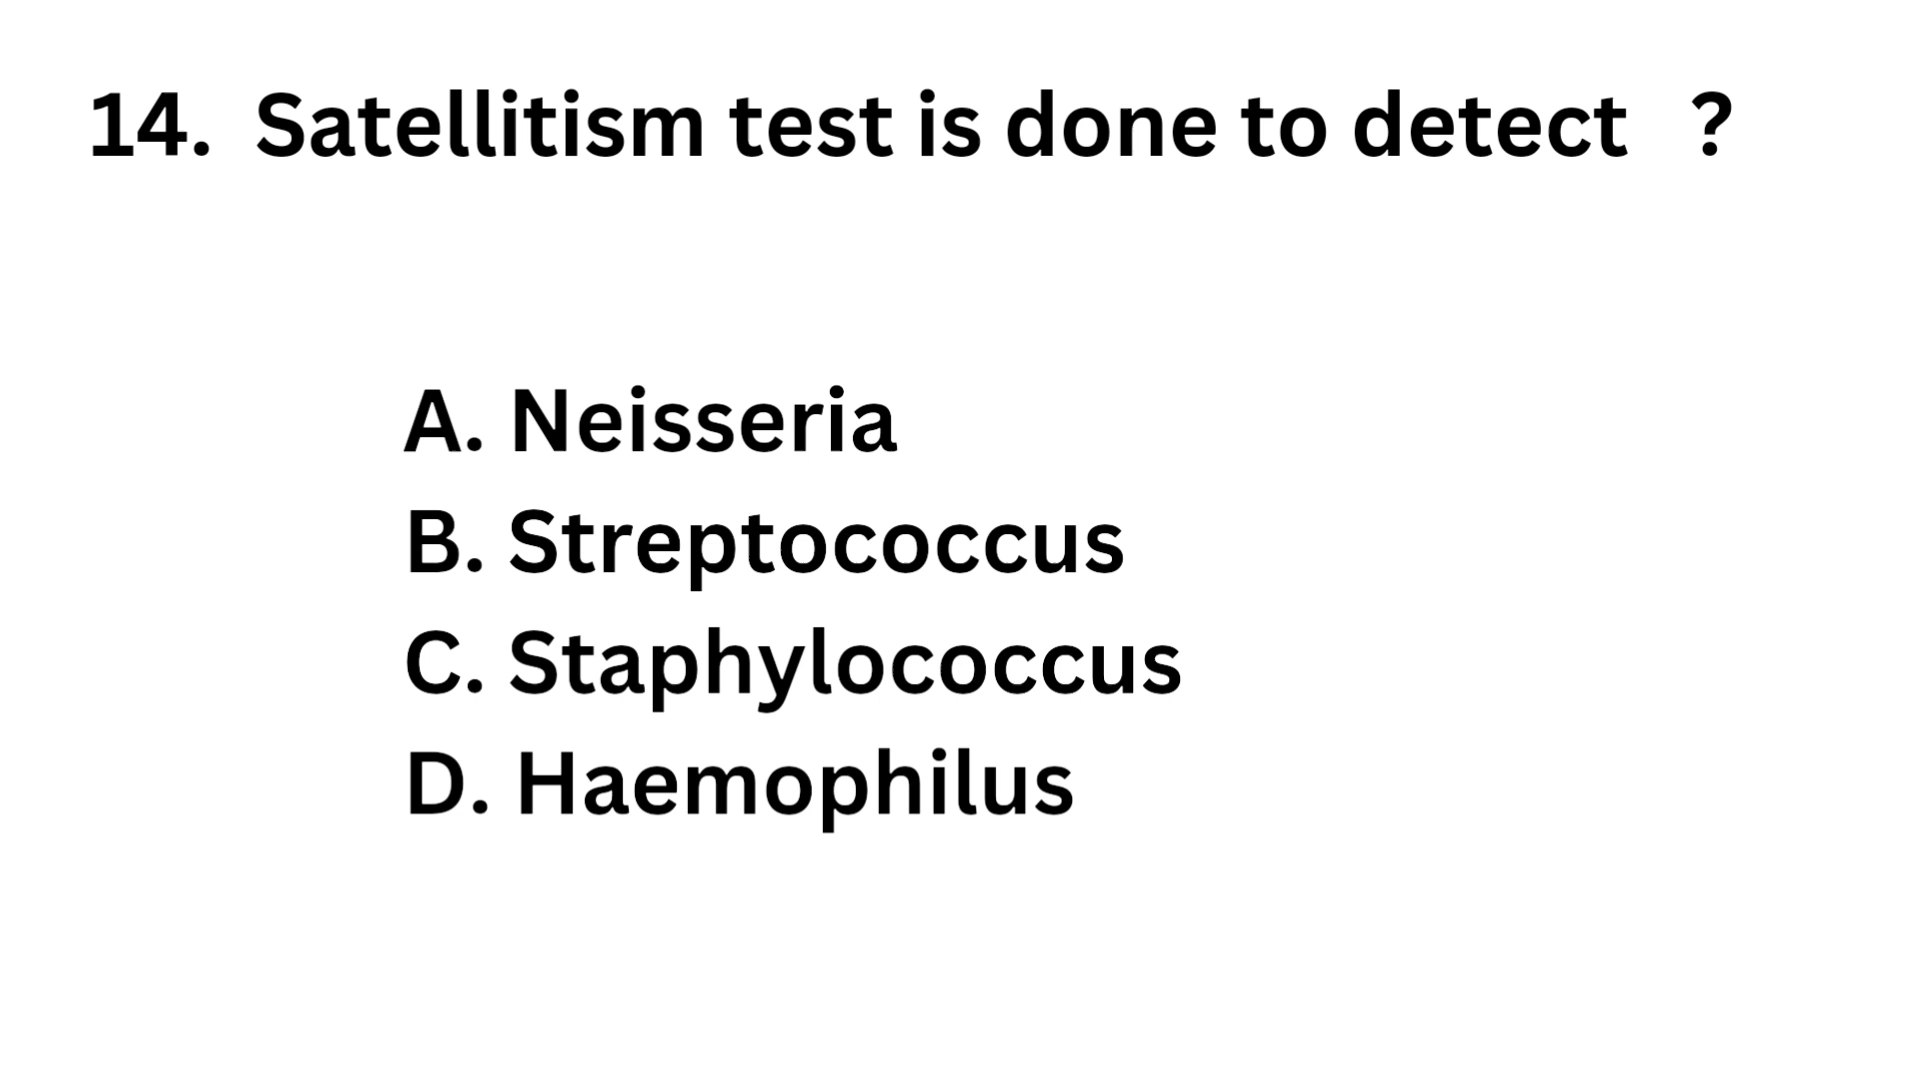 14. Satellitism test is done to detect ?
A. Neisseria
B. Streptococcus
C. Staphylococcus
D. Haemophilus